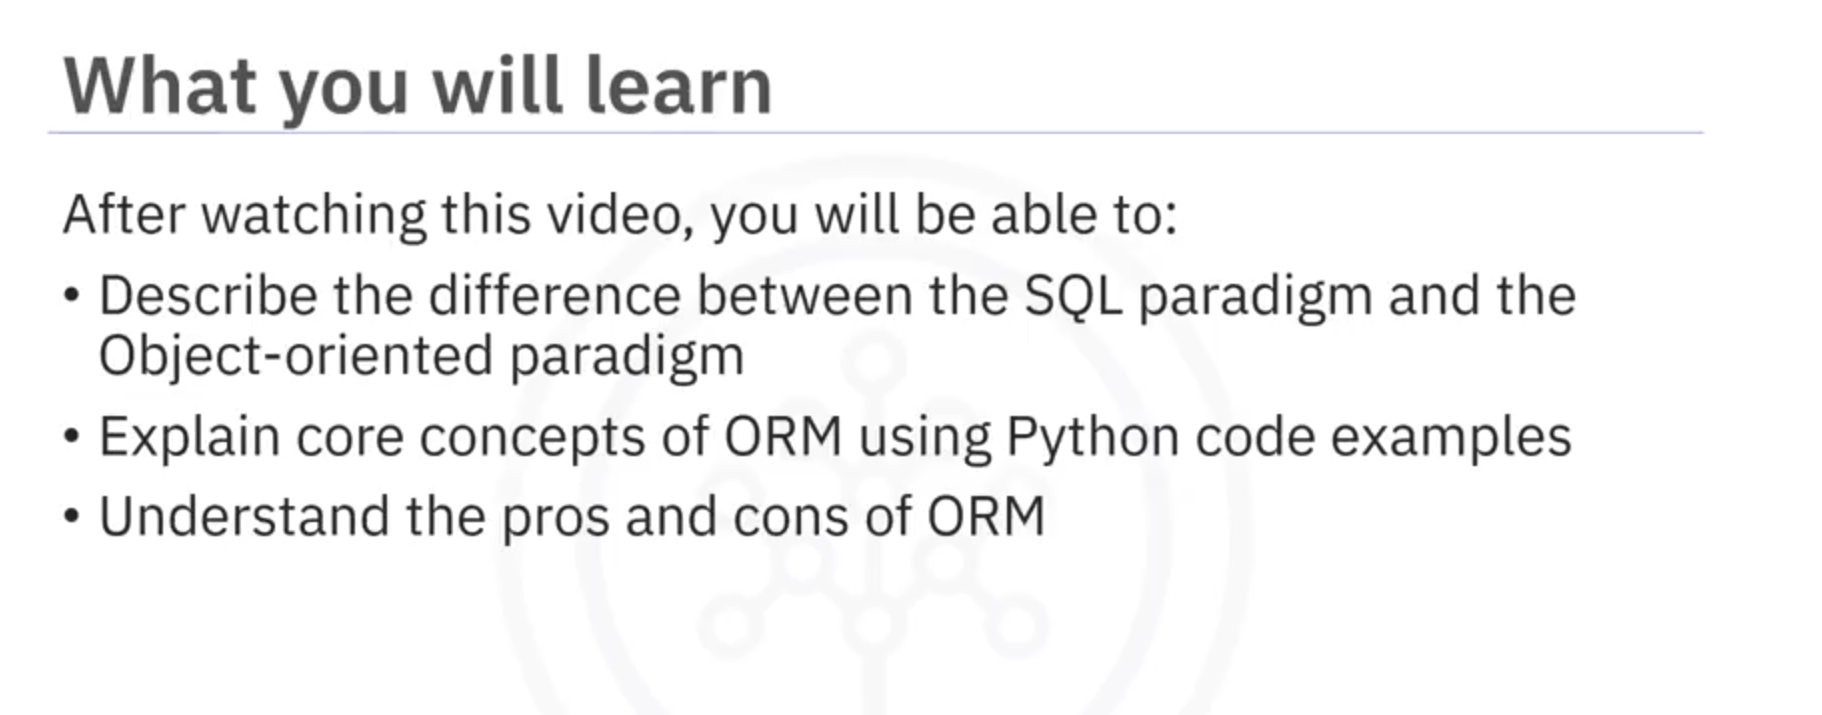 What you will learn
After watching this video, you will be able to:
• Describe the difference between the SQL paradigm and the
Object-oriented paradigm
• Explain core concepts of ORM using Python code examples
• Understand the pros and cons of ORM